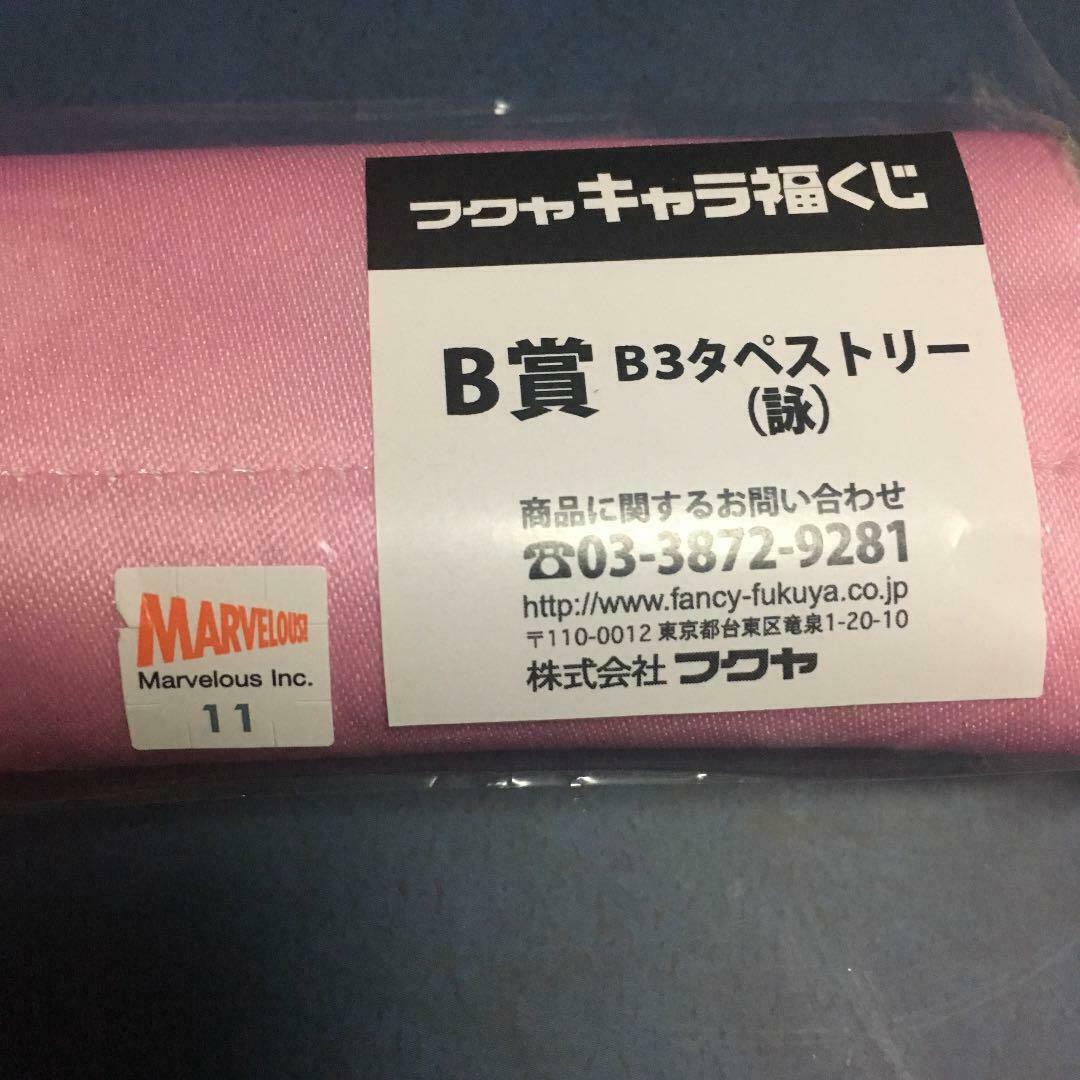 フクヤキャラ福くじ
B賞 B3タペストリー
(詠)
商品に関するお問い合わせ
☎03-3872-9281
http://www.fancy-fukuya.co.jp
〒110-0012 東京都台東区竜泉1-20-10
株式会社フクヤ
MARVELOUS!
Marvelous Inc.
11